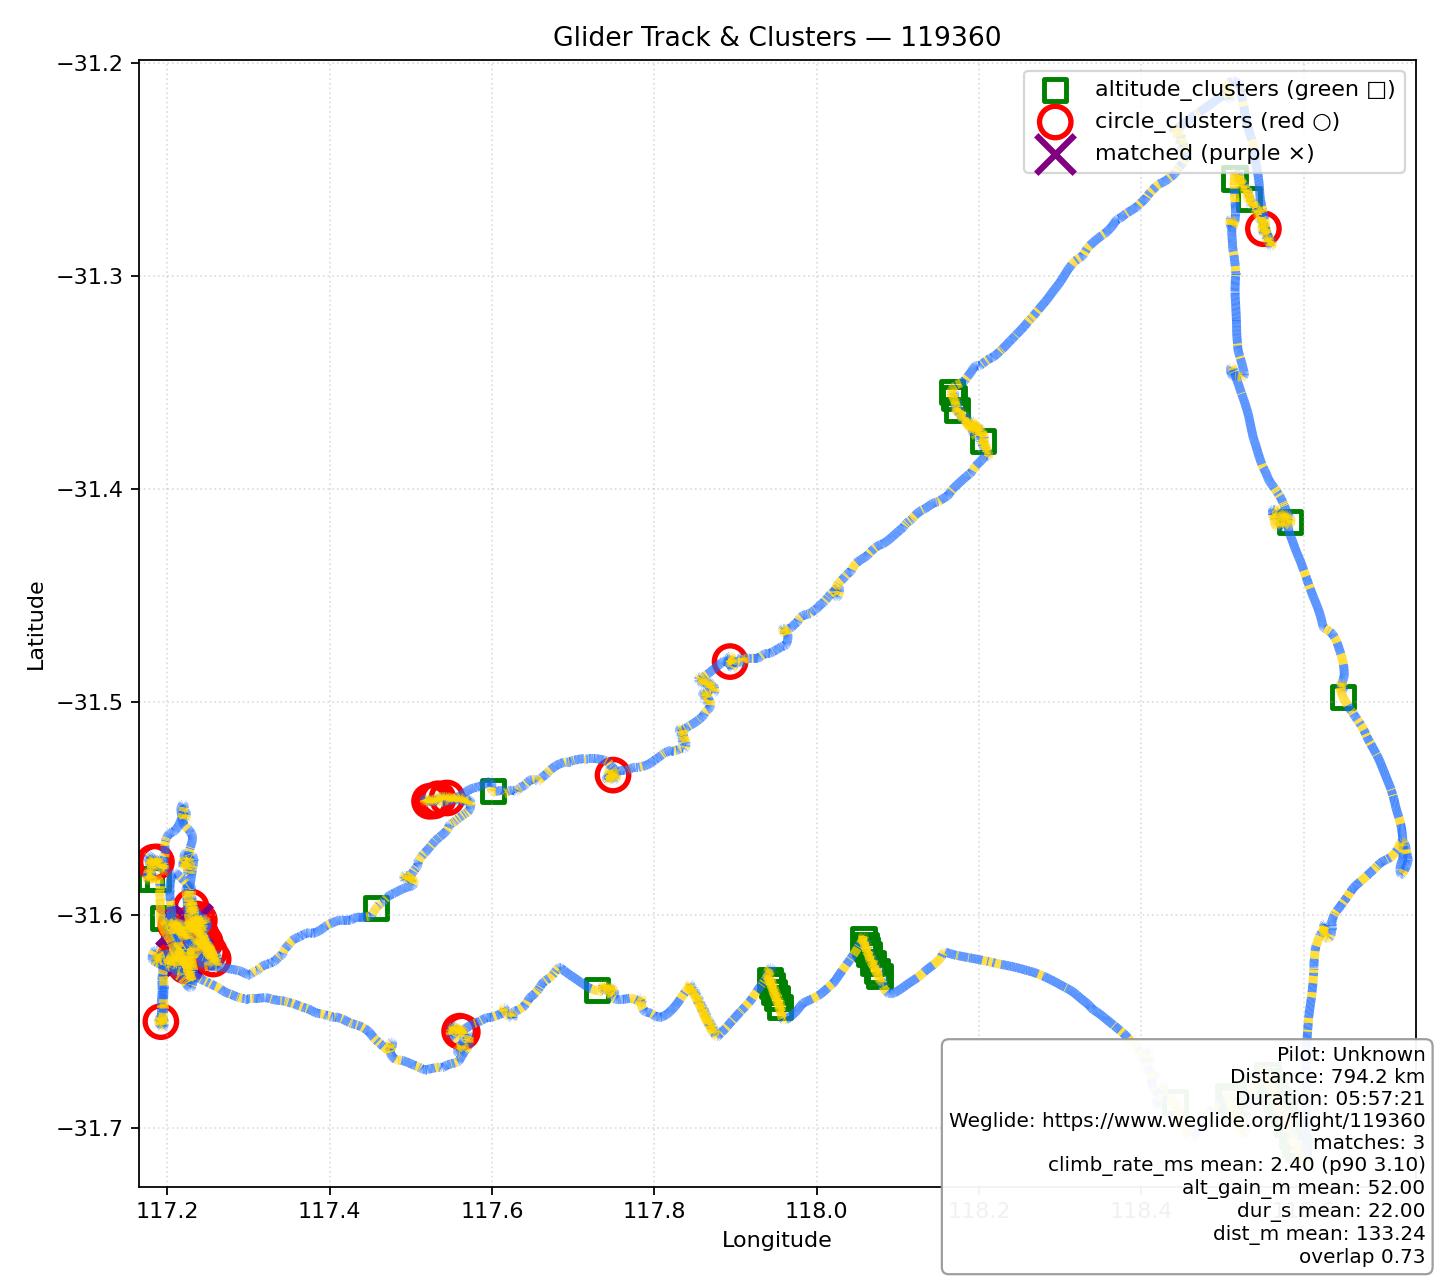 Glider Track & Clusters — 119360
altitude_clusters (green □)
circle_clusters (red ○)
matched (purple ×)
Latitude
−31.2
−31.3
−31.4
−31.5
−31.6
−31.7
117.2
117.4
117.6
117.8
118.0
118.2
118.4
Longitude
Pilot: Unknown
Distance: 794.2 km
Duration: 05:57:21
Weglide: https://www.weglide.org/flight/119360
matches: 3
climb_rate_ms mean: 2.40 (p90 3.10)
alt_gain_m mean: 52.00
dur_s mean: 22.00
dist_m mean: 133.24
overlap 0.73